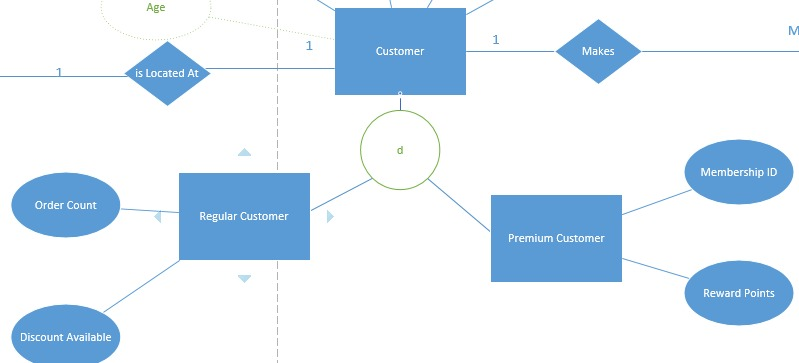 Age
1
is Located At
1
Customer
1
Makes
M
d
Order Count
Regular Customer
Premium Customer
Membership ID
Reward Points
Discount Available